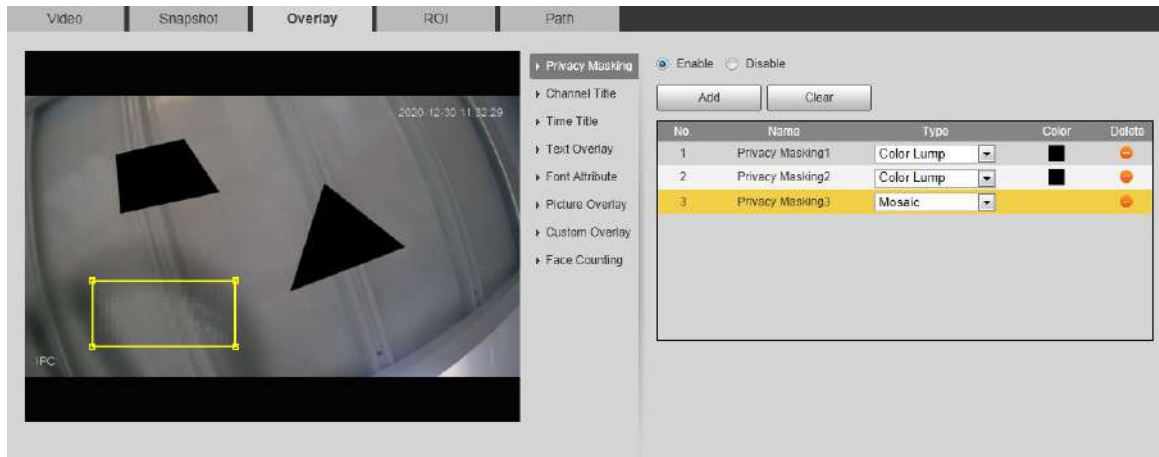 Video Snapshot Overlay ROI Path
2020-12-30 11:32:29
IPC
Privacy Masking
Channel Title
Time Title
Text Overlay
Font Attribute
Picture Overlay
Custom Overlay
Face Counting
Enable Disable
Add Clear
No. Name Type Color Delete
1 Privacy Masking1 Color Lump
2 Privacy Masking2 Color Lump
3 Privacy Masking3 Mosaic